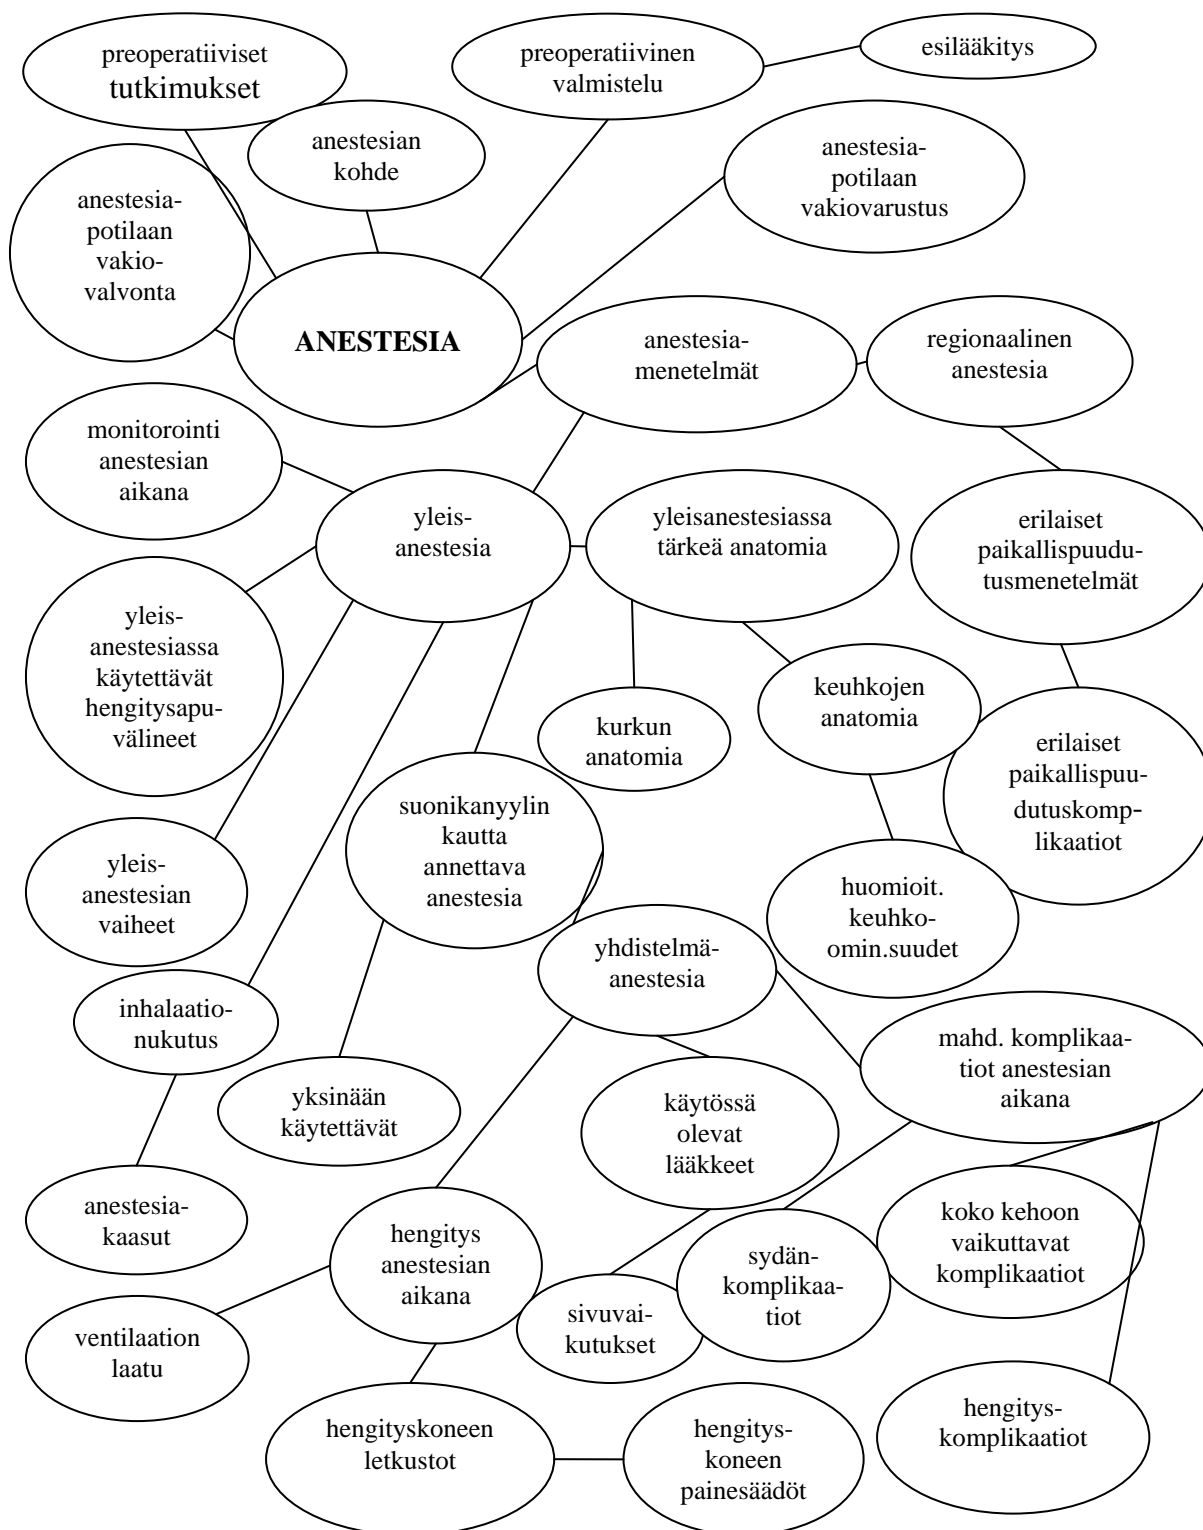 preoperatiiviset
tutkimukset
preoperatiivinen
valmistelu
esilääkitys
anestesian
kohde
anestesia-
potilaan
vakiovarustus
anestesia-
potilaan
vakio-
valvonta
ANESTESIA
anestesia-
menetelmät
regionaalinen
anestesia
monitorointi
anestesian
aikana
yleis-
anestesia
yleisanestesiassa
tärkeä anatomia
erilaiset
paikallispuudu-
tusmenetelmät
yleis-
anestesiassa
käytettävät
hengitysapu-
välineet
kurkun
anatomia
keuhkojen
anatomia
erilaiset
paikallispuu-
dutuskomp-
likaatiot
suonikanyylin
kautta
annettava
anestesia
yleis-
anestesian
vaiheet
huomioit.
keuhko-
omin.suudet
yhdistelmä-
anestesia
inhalaatio-
nukutus
mahd. komplikaa-
tiot anestesian
aikana
yksinään
käytettävät
käytössä
olevat
lääkkeet
anestesia-
kaasut
hengitys
anestesian
aikana
sydän-
komplikaa-
tiot
koko kehoon
vaikuttavat
komplikaatiot
sivuvai-
kutukset
ventilaation
laatu
hengityskoneen
letkustot
hengitys-
koneen
painesäädöt
hengitys-
komplikaatiot